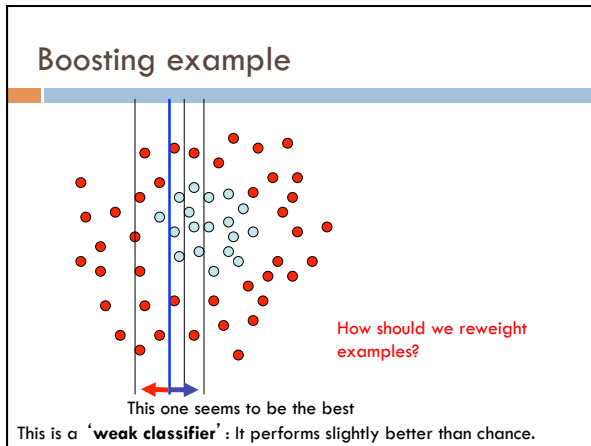 Boosting example
How should we reweight
examples?
This one seems to be the best
This is a ‘weak classifier’: It performs slightly better than chance.